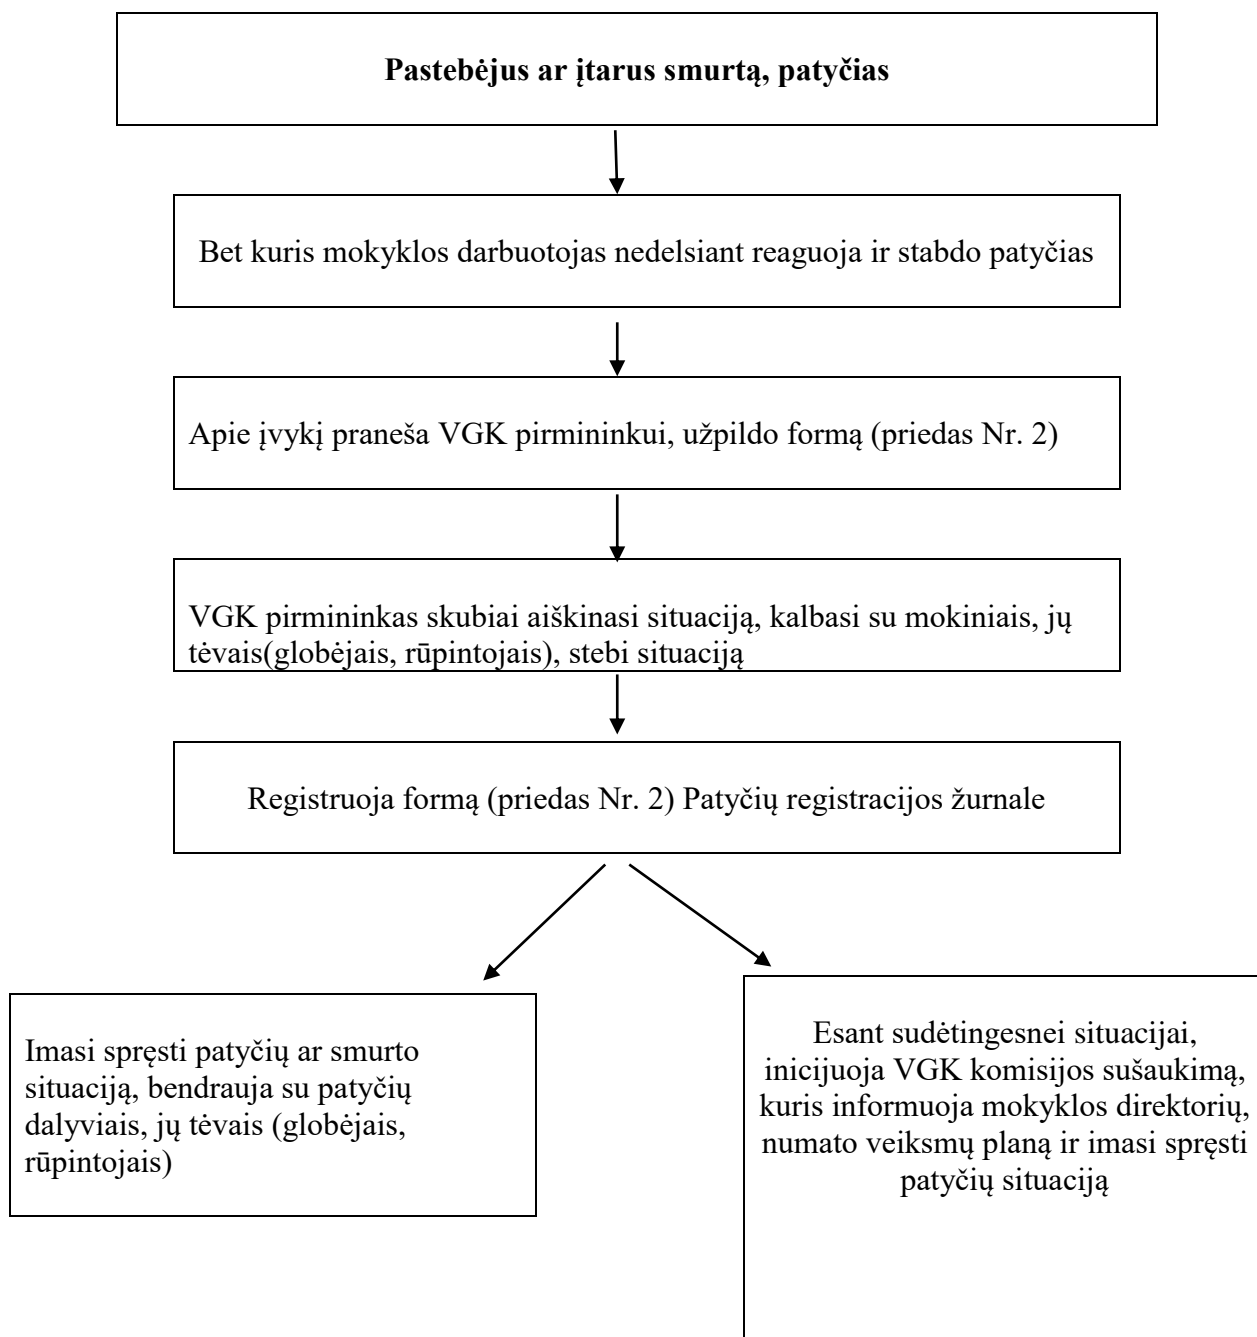 Pastebėjus ar įtarus smurtą, patyčias
Bet kuris mokyklos darbuotojas nedelsiant reaguoja ir stabdo patyčias
Apie įvykį praneša VGK pirmininkui, užpildo formą (priedas Nr. 2)
VGK pirmininkas skubiai aiškinasi situaciją, kalbasi su mokiniais, jų
tėvais(globėjais, rūpintojais), stebi situaciją
Registruoja formą (priedas Nr. 2) Patyčių registracijos žurnale
Imasi spręsti patyčių ar smurto
situaciją, bendrauja su patyčių
dalyviais, jų tėvais (globėjais,
rūpintojais)
Esant sudėtingesnei situacijai,
inicijuoja VGK komisijos sušaukimą,
kuris informuoja mokyklos direktorių,
numato veiksmų planą ir imasi spręsti
patyčių situaciją